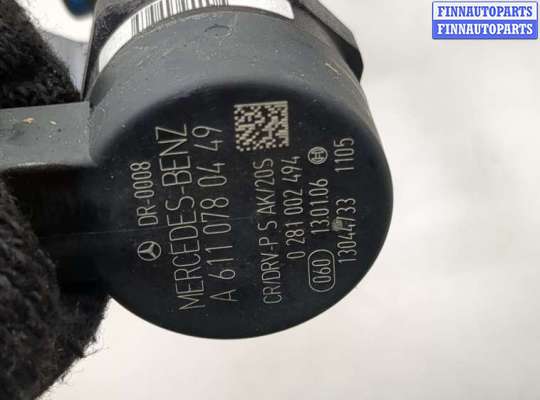 FINNAUTOPARTS
FINNAUTOPARTS
DR-0008
MERCEDES-BENZ
A 611 078 04 49
CR/DRV-P S AK/20S
0 281 002 494
060 13.01.06
13044733 1105